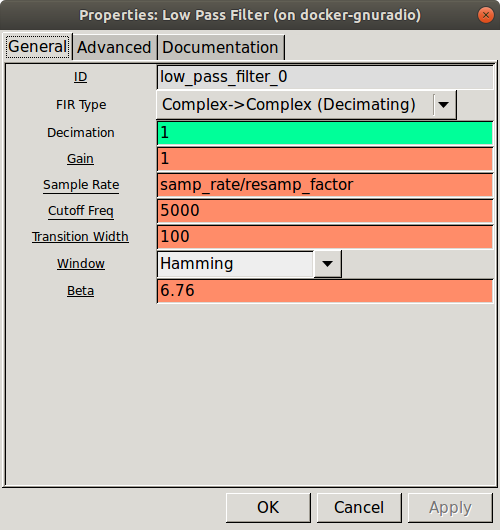 Properties: Low Pass Filter (on docker-gnuradio)
General Advanced Documentation
ID low_pass_filter_0
FIR Type Complex->Complex (Decimating)
Decimation 1
Gain 1
Sample Rate samp_rate/resamp_factor
Cutoff Freq 5000
Transition Width 100
Window Hamming
Beta 6.76
OK Cancel Apply